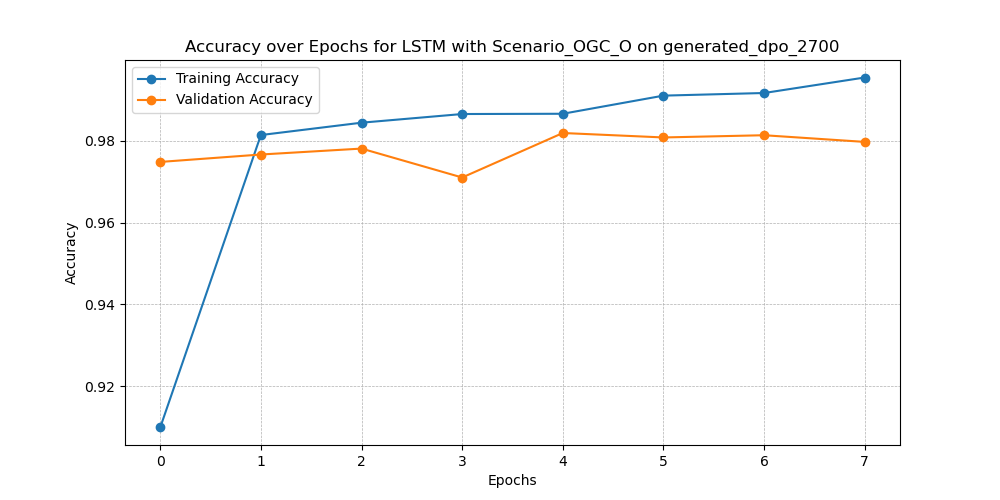 Accuracy over Epochs for LSTM with Scenario_OGC_O on generated_dpo_2700
Training Accuracy
Validation Accuracy
Accuracy
0.98
0.96
0.94
0.92
0 1 2 3 4 5 6 7
Epochs